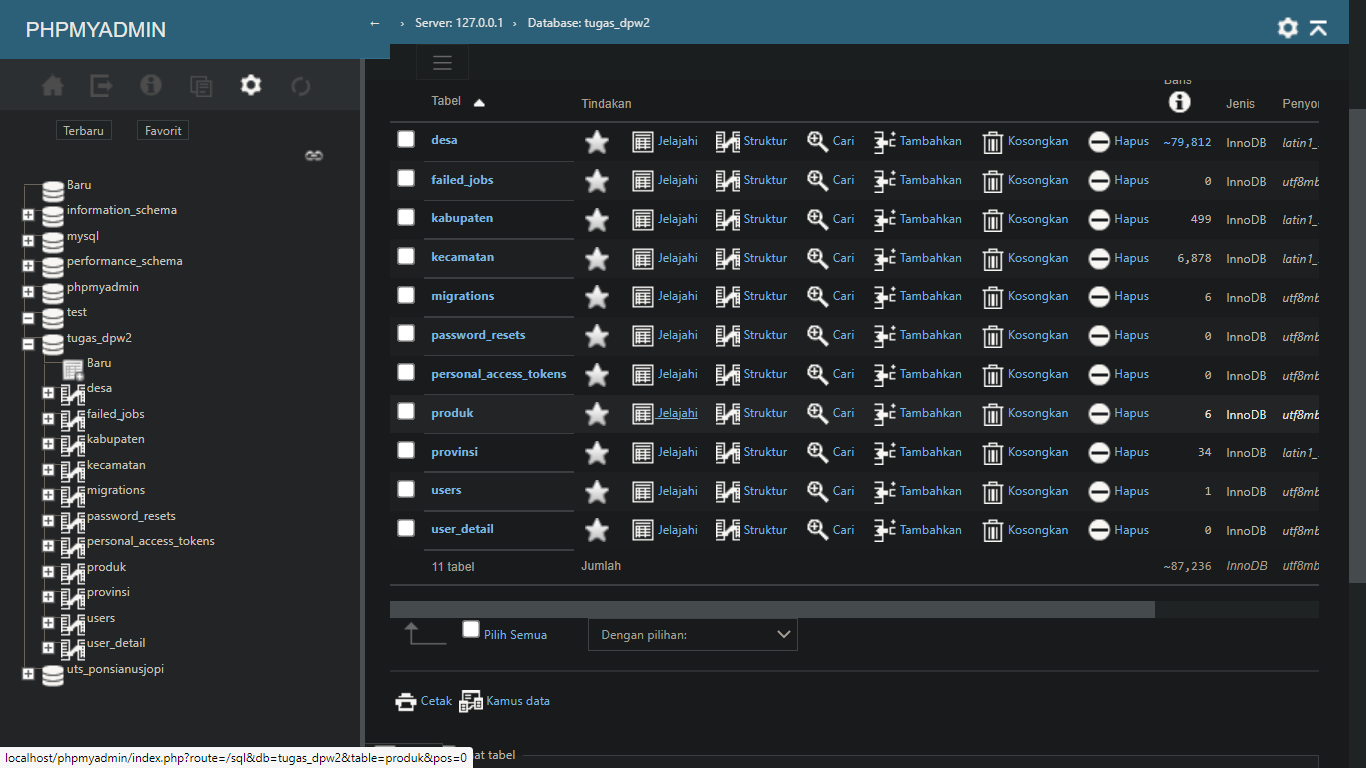 PHPMYADMIN
← › Server: 127.0.0.1 › Database: tugas_dpw2
Terbaru Favorit
Baru
information_schema
mysql
performance_schema
phpmyadmin
test
tugas_dpw2
Baru
desa
failed_jobs
kabupaten
kecamatan
migrations
password_resets
personal_access_tokens
produk
provinsi
users
user_detail
uts_ponsianusjopi
Baris
Tabel Tindakan Jenis
desa Jelajahi Struktur Cari Tambahkan Kosongkan Hapus ~79,812 InnoDB latin1_
failed_jobs Jelajahi Struktur Cari Tambahkan Kosongkan Hapus 0 InnoDB utf8mb
kabupaten Jelajahi Struktur Cari Tambahkan Kosongkan Hapus 499 InnoDB latin1_
kecamatan Jelajahi Struktur Cari Tambahkan Kosongkan Hapus 6,878 InnoDB latin1_
migrations Jelajahi Struktur Cari Tambahkan Kosongkan Hapus 6 InnoDB utf8mb
password_resets Jelajahi Struktur Cari Tambahkan Kosongkan Hapus 0 InnoDB utf8mb
personal_access_tokens Jelajahi Struktur Cari Tambahkan Kosongkan Hapus 0 InnoDB utf8mb
produk Jelajahi Struktur Cari Tambahkan Kosongkan Hapus 6 InnoDB utf8mb
provinsi Jelajahi Struktur Cari Tambahkan Kosongkan Hapus 34 InnoDB latin1_
users Jelajahi Struktur Cari Tambahkan Kosongkan Hapus 1 InnoDB utf8mb
user_detail Jelajahi Struktur Cari Tambahkan Kosongkan Hapus 0 InnoDB utf8mb
11 tabel Jumlah ~87,236 InnoDB utf8mb
Pilih Semua Dengan pilihan:
Cetak Kamus data
at tabel
localhost/phpmyadmin/index.php?route=/sql&db=tugas_dpw2&table=produk&pos=0